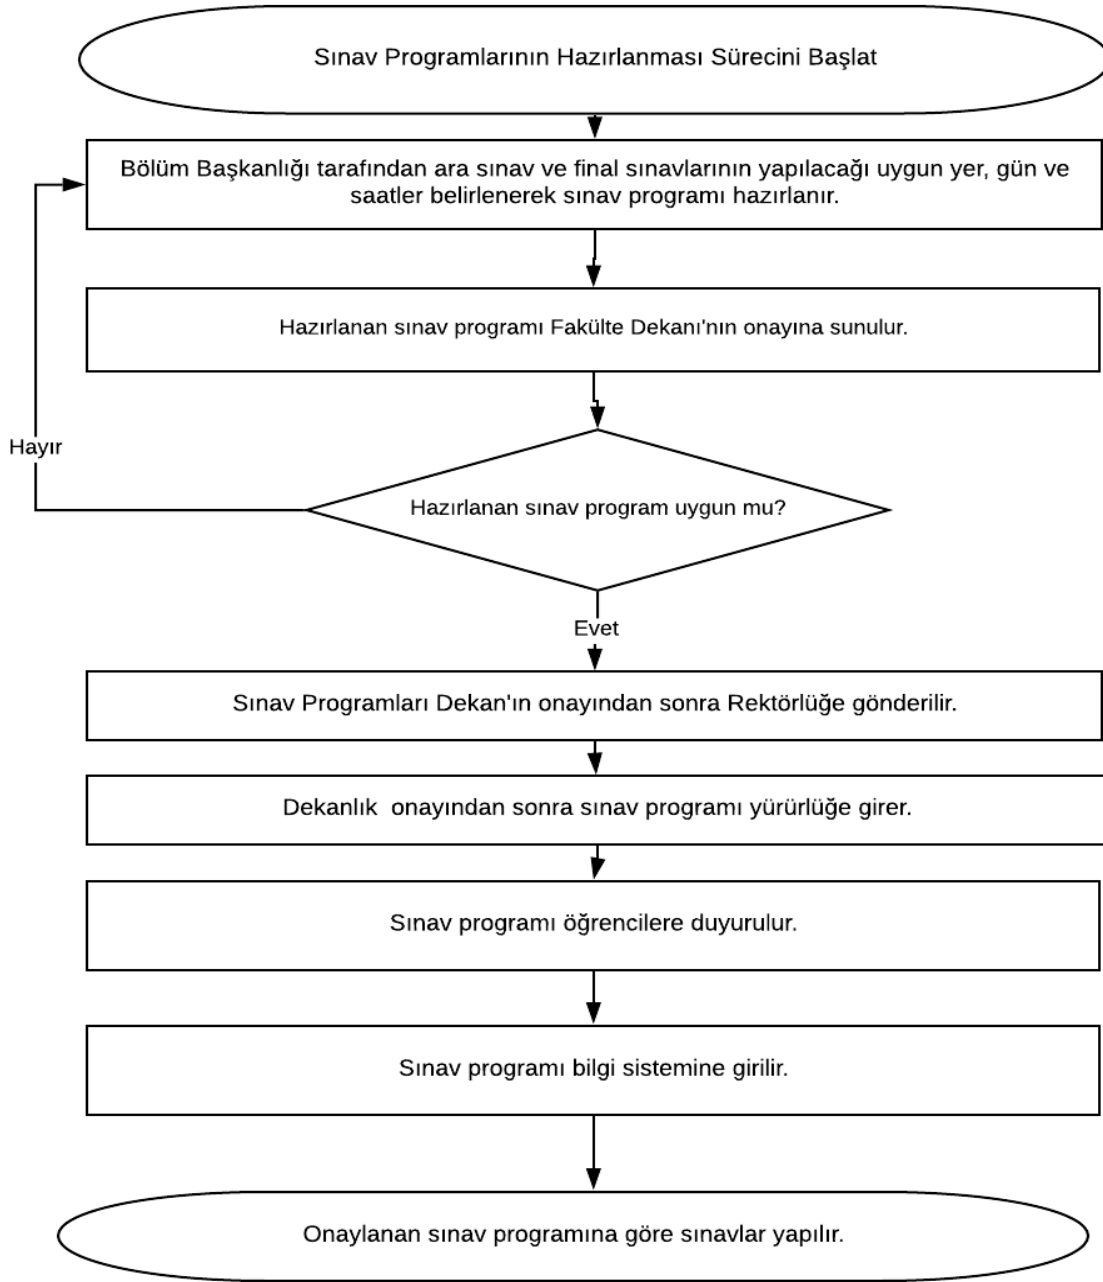 Sınav Programlarının Hazırlanması Sürecini Başlat
Bölüm Başkanlığı tarafından ara sınav ve final sınavlarının yapılacağı uygun yer, gün ve
saatler belirlenerek sınav programı hazırlanır.
Hazırlanan sınav programı Fakülte Dekanı'nın onayına sunulur.
Hayır
Hazırlanan sınav program uygun mu?
Evet
Sınav Programları Dekan'ın onayından sonra Rektörlüğe gönderilir.
Dekanlık  onayından sonra sınav programı yürürlüğe girer.
Sınav programı öğrencilere duyurulur.
Sınav programı bilgi sistemine girilir.
Onaylanan sınav programına göre sınavlar yapılır.